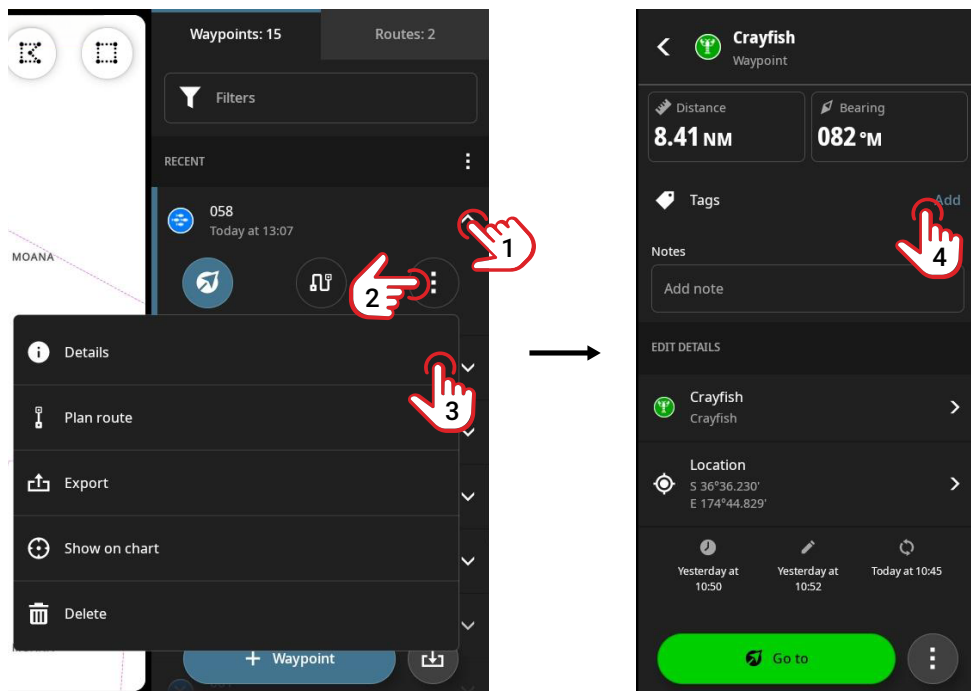 Waypoints: 15
Routes: 2
Filters
RECENT
058
Today at 13:07
1
2
MOANA
Details
3
Plan route
Export
Show on chart
Delete
+ Waypoint
Crayfish
Waypoint
Distance
8.41 NM
Bearing
082 °M
Tags
Add
4
Notes
Add note
EDIT DETAILS
Crayfish
Crayfish
Location
S 36°36.230'
E 174°44.829'
Yesterday at
10:50
Yesterday at
10:52
Today at 10:45
Go to